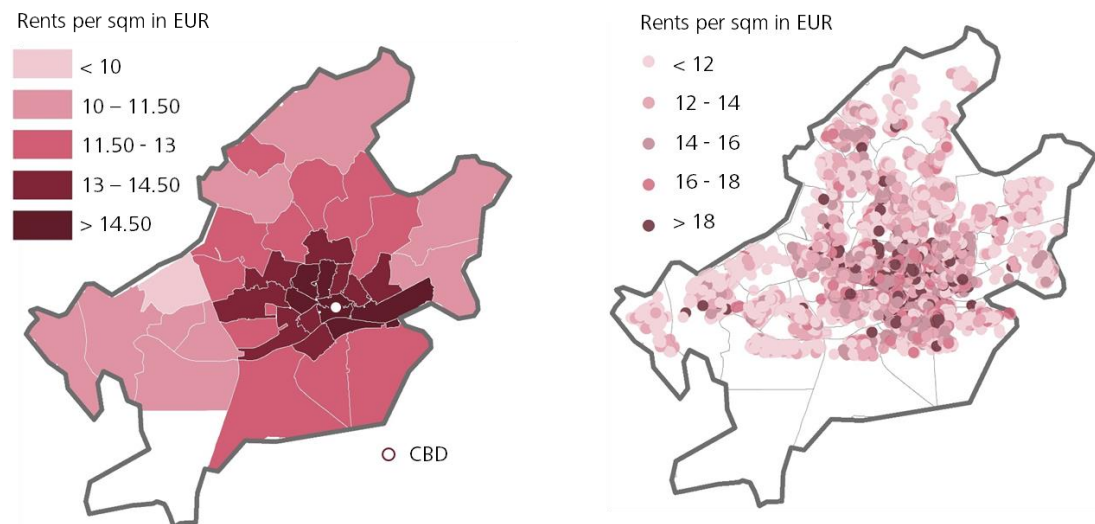 Rents per sqm in EUR
< 10
10 – 11.50
11.50 - 13
13 – 14.50
> 14.50
CBD
Rents per sqm in EUR
< 12
12 - 14
14 - 16
16 - 18
> 18